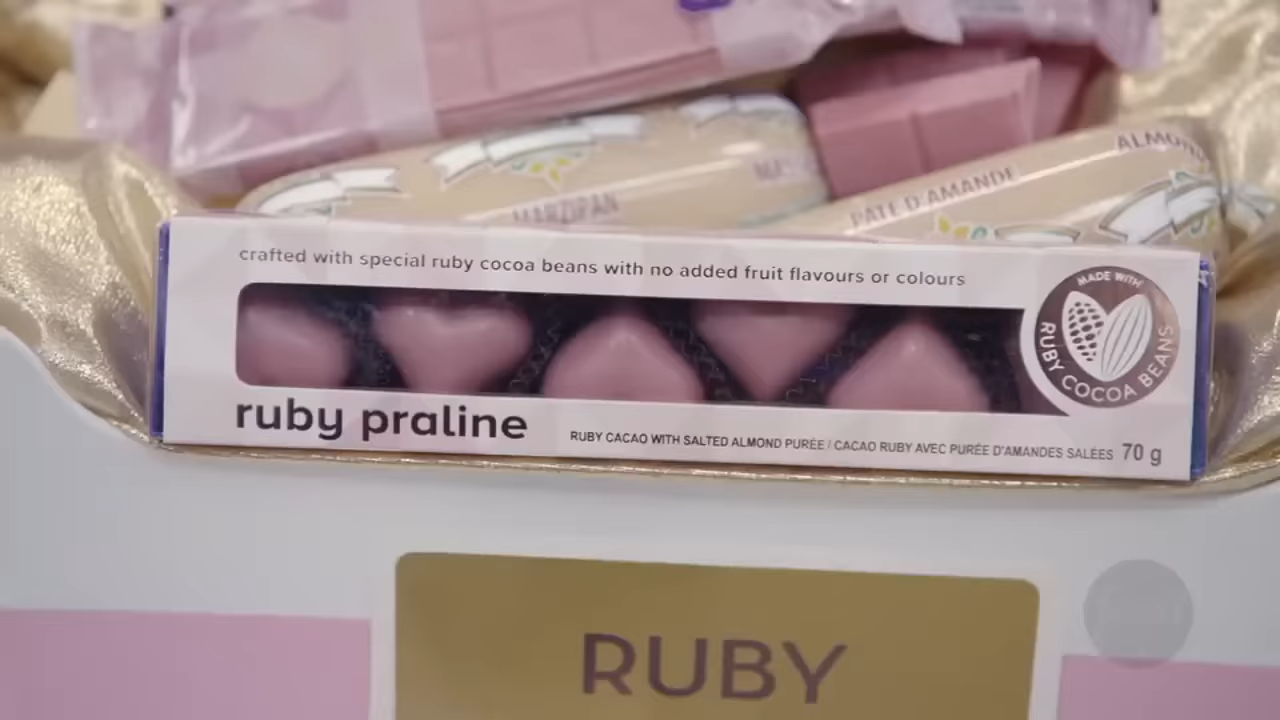 MARZIPAN
PATE D'AMANDE
ALMOND
crafted with special ruby cocoa beans with no added fruit flavours or colours
MADE WITH
RUBY COCOA BEANS
ruby praline
RUBY CACAO WITH SALTED ALMOND PURÉE / CACAO RUBY AVEC PURÉE D'AMANDES SALÉES 70 g
RUBY